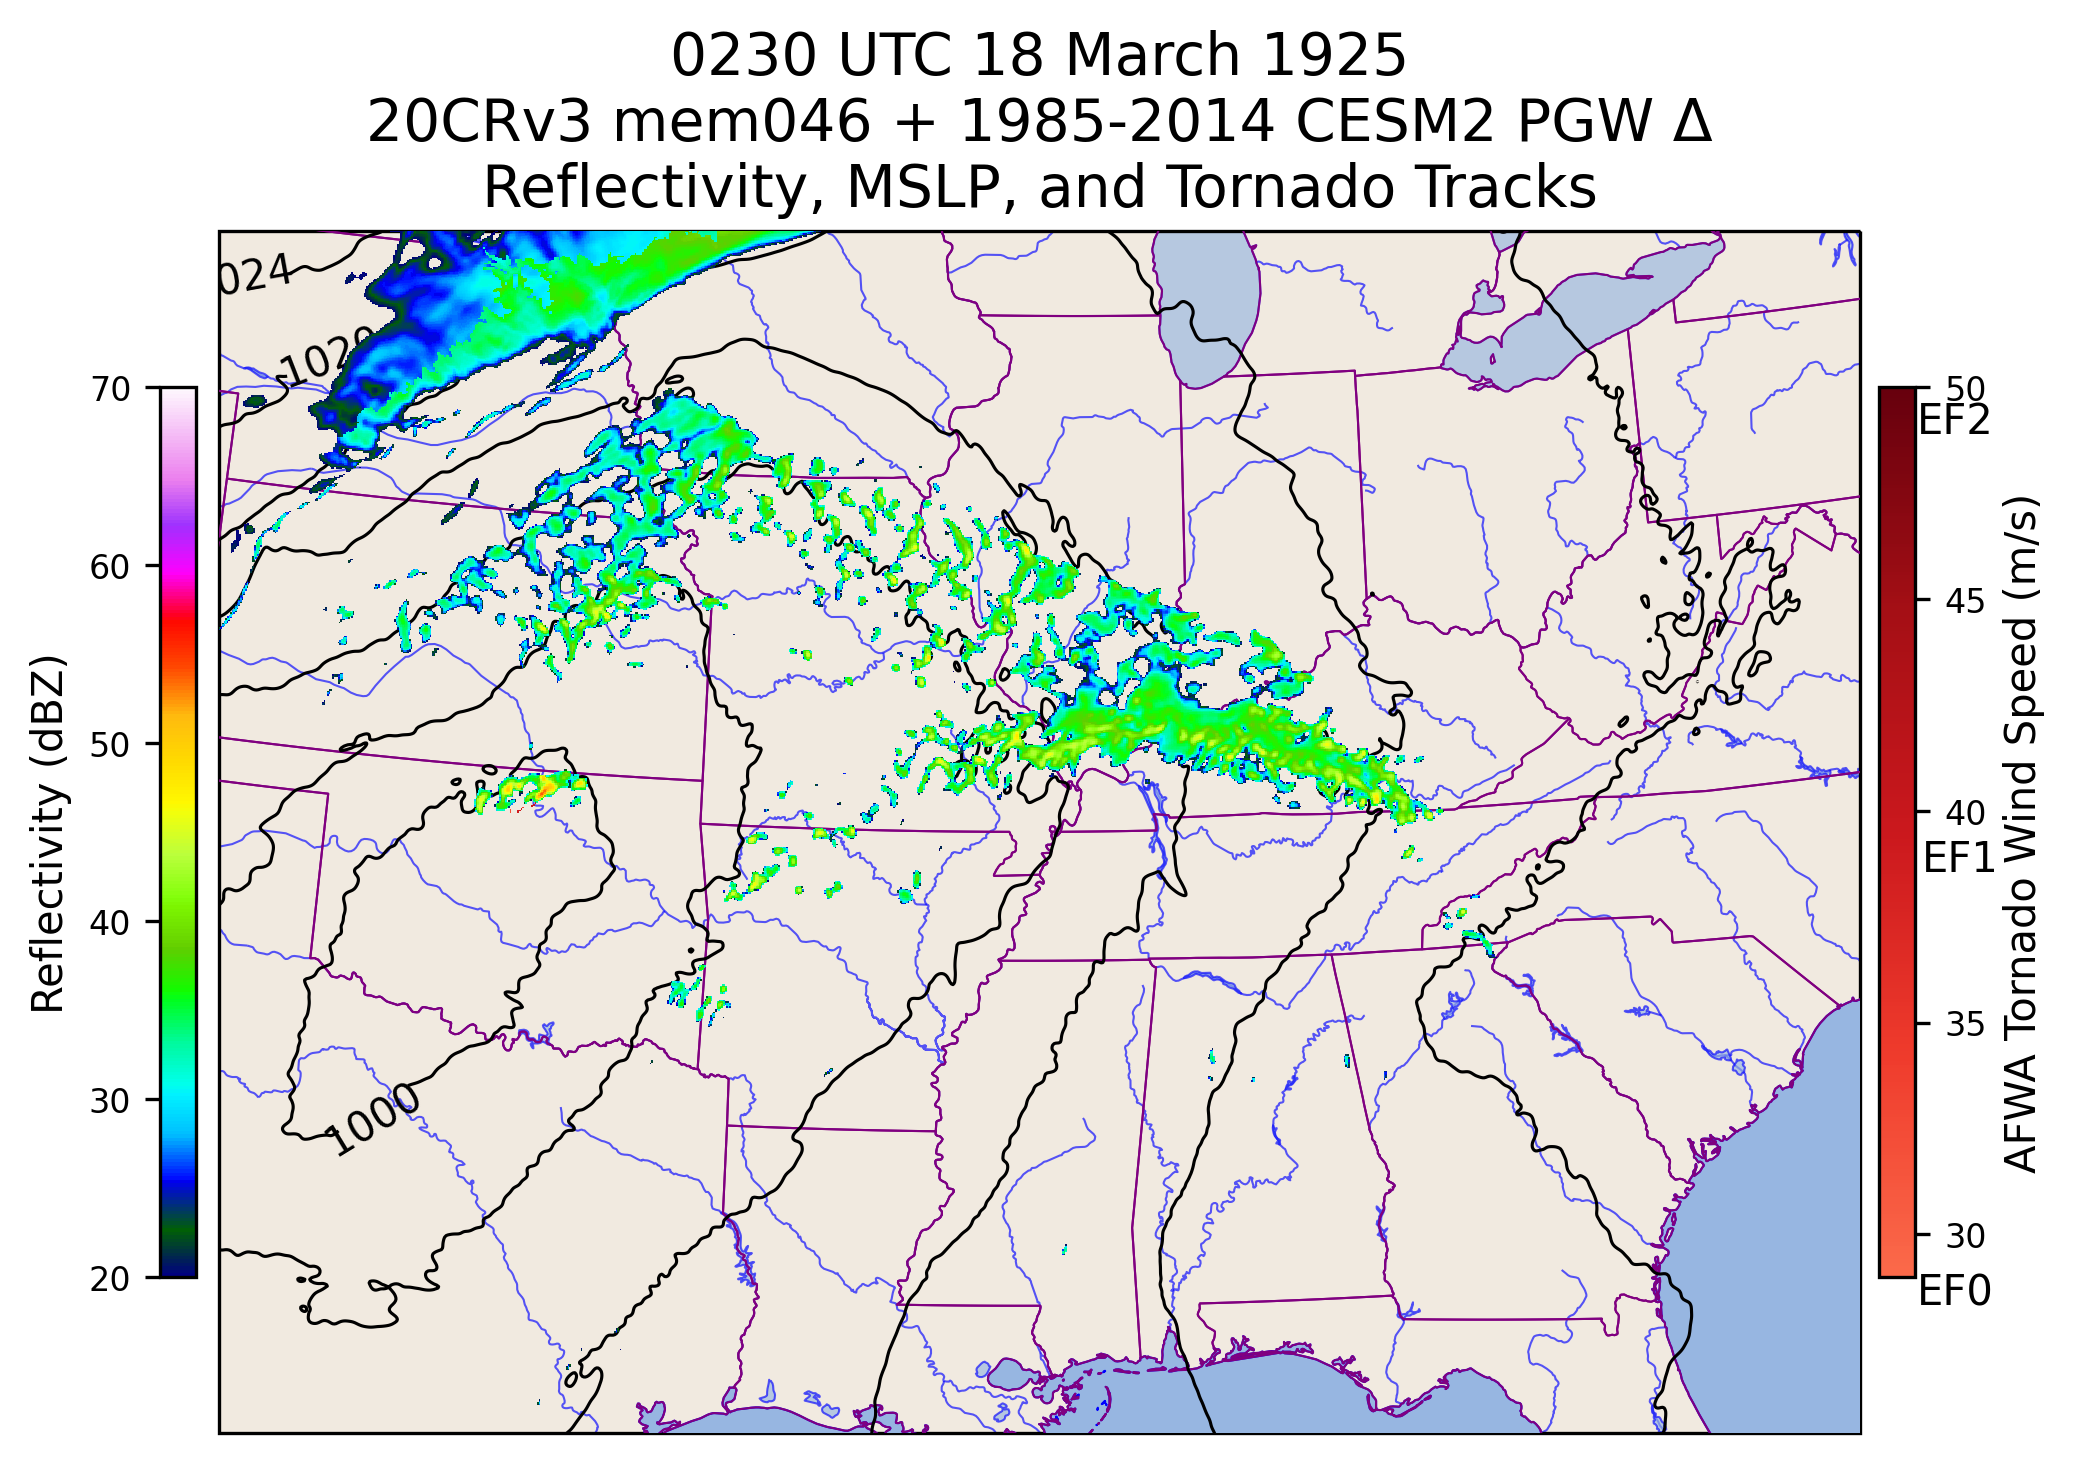 0230 UTC 18 March 1925
20CRv3 mem046 + 1985-2014 CESM2 PGW Δ
Reflectivity, MSLP, and Tornado Tracks
024
1020
1000
70
60
50
40
30
20
Reflectivity (dBZ)
50
EF2
45
40
EF1
35
30
EF0
AFWA Tornado Wind Speed (m/s)